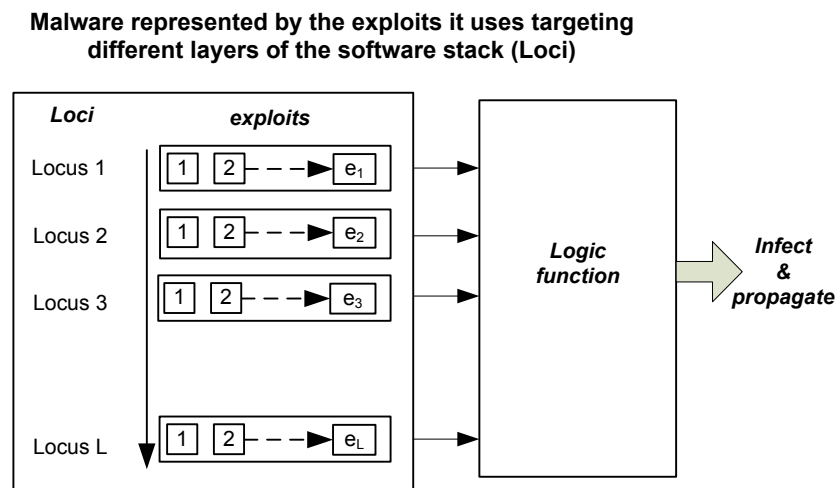 Malware represented by the exploits it uses targeting
different layers of the software stack (Loci)
Loci exploits
Locus 1 1 2 e₁
Locus 2 1 2 e₂
Locus 3 1 2 e₃
Locus L 1 2 e_L
Logic
function
Infect
&
propagate